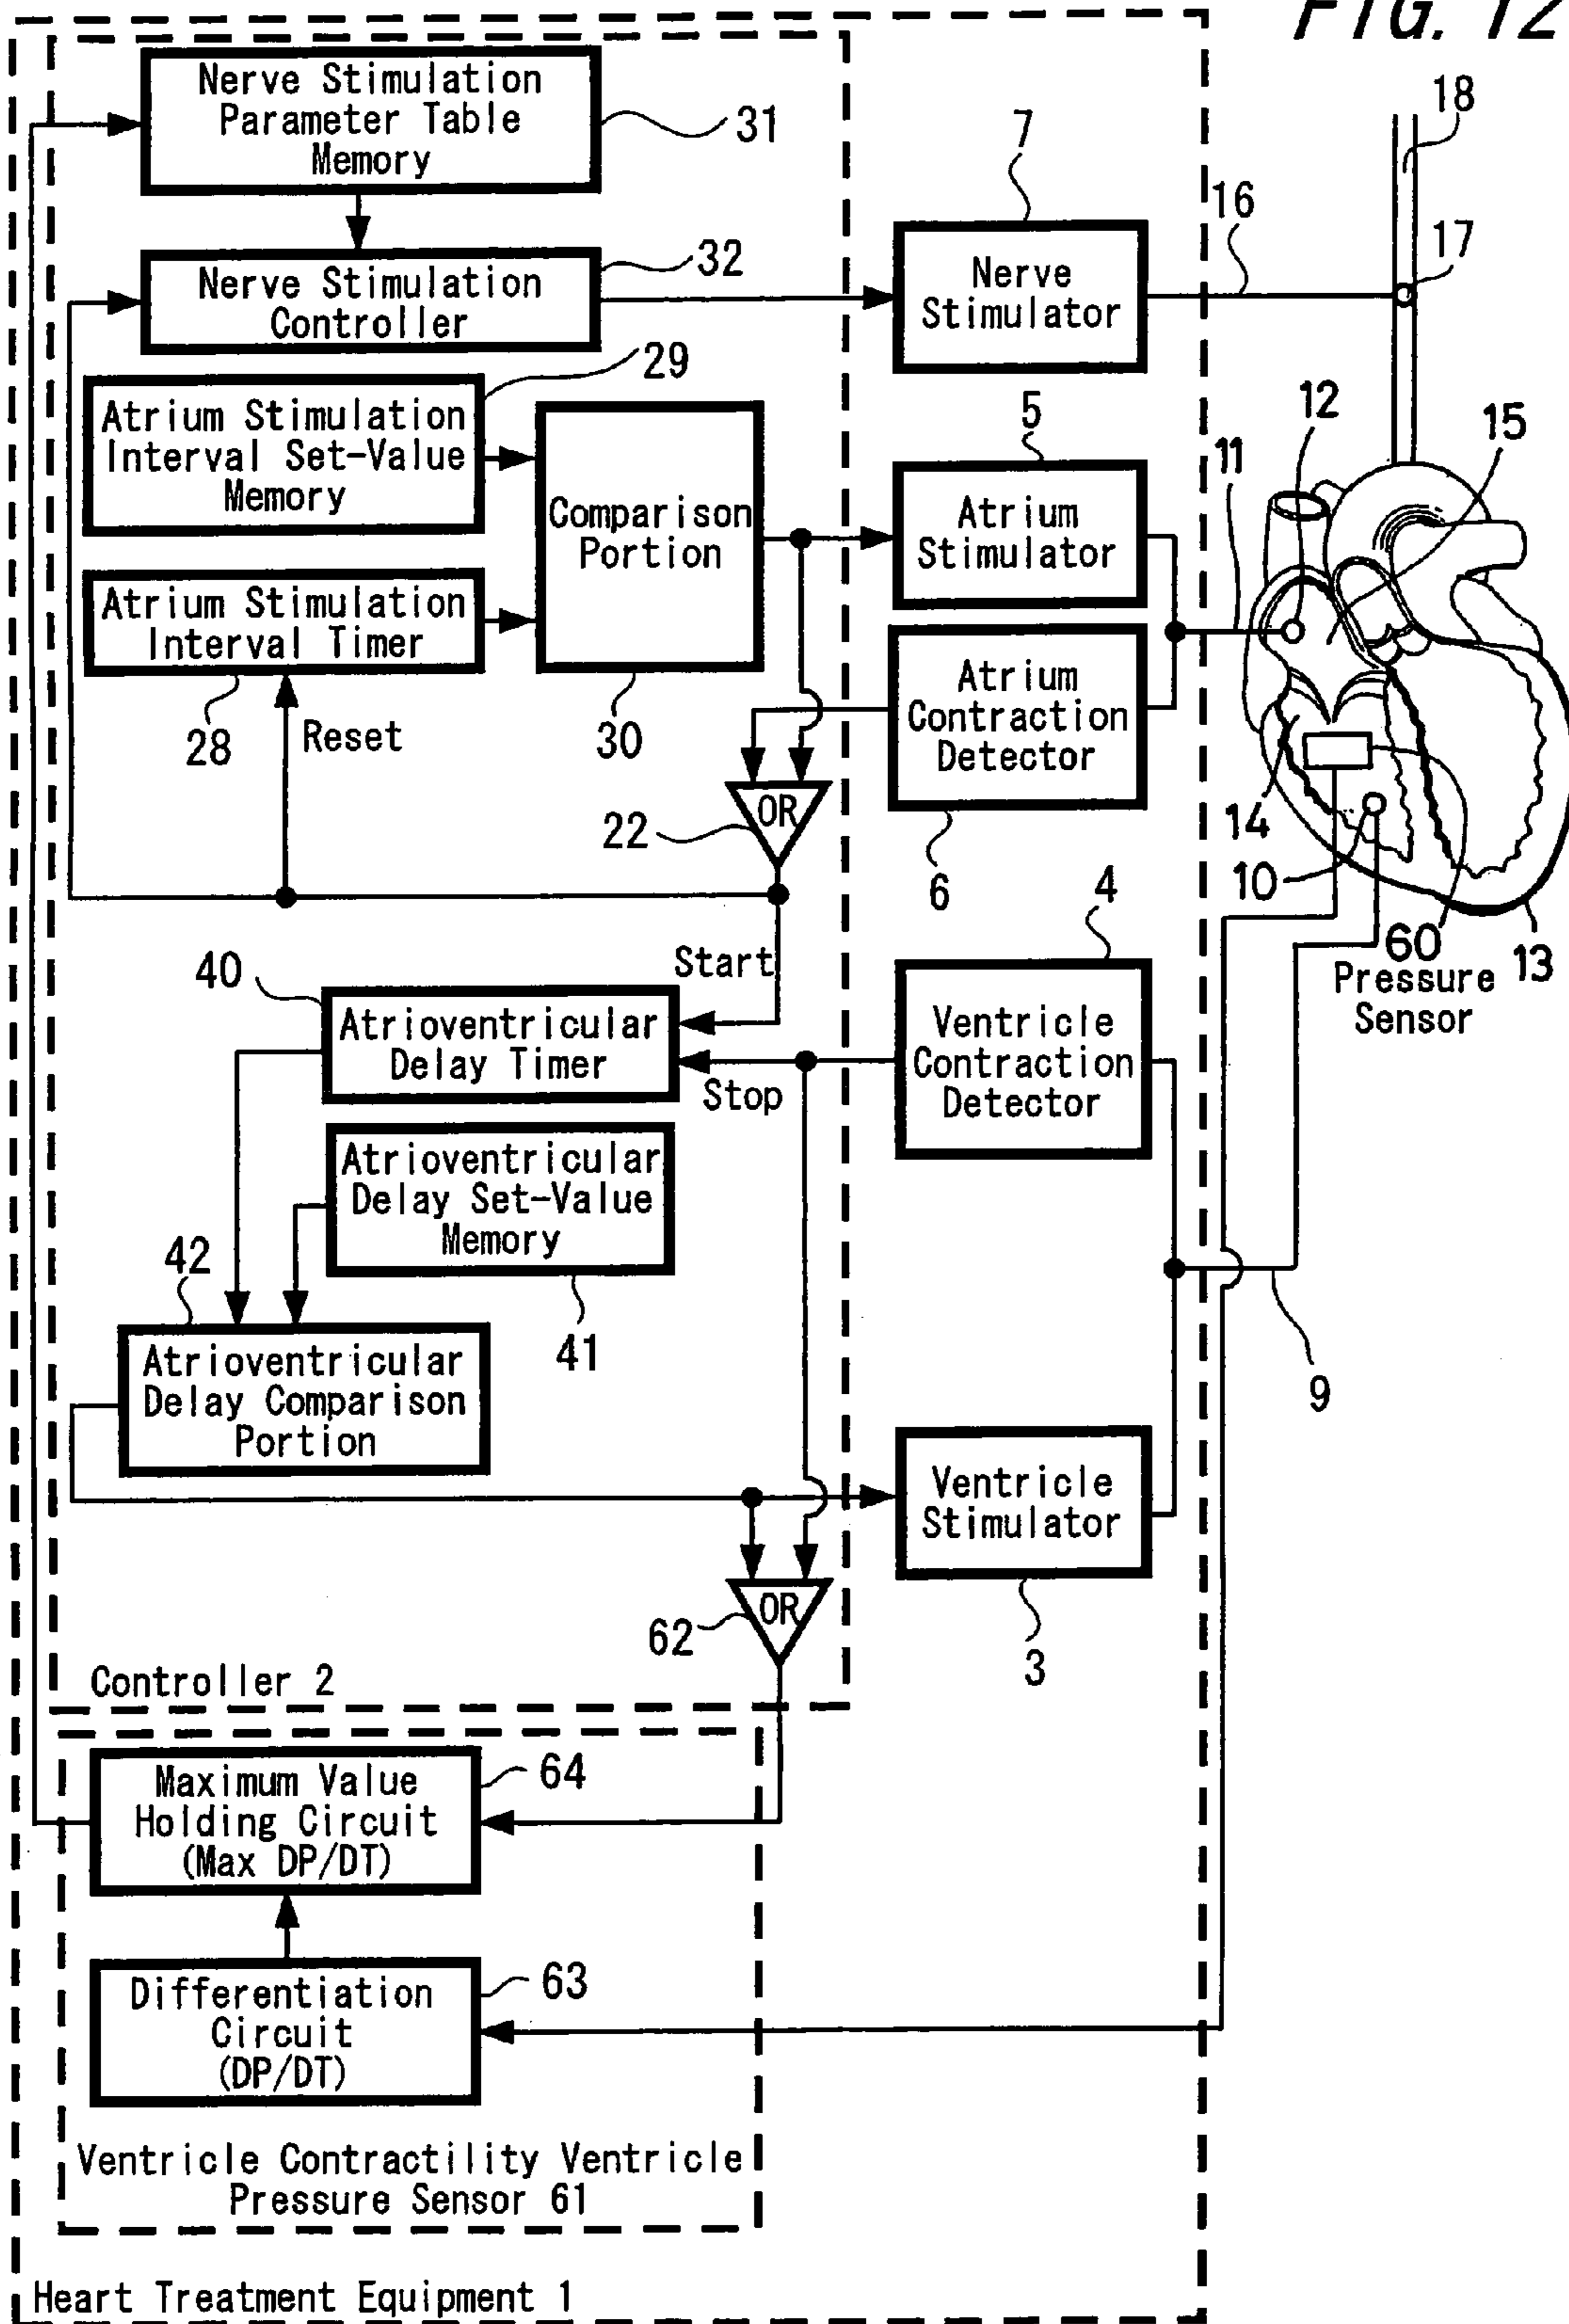 FIG. 12
Nerve Stimulation
Parameter Table
Memory
31
7
18
16
17
Nerve Stimulation
Controller
32
Nerve
Stimulator
29
Atrium Stimulation
Interval Set-Value
Memory
Comparison
Portion
5
Atrium
Stimulator
11
12
15
Atrium Stimulation
Interval Timer
28
Reset
30
Atrium
Contraction
Detector
OR
22
6
14
10
60
Pressure
Sensor
13
4
40
Start
Atrioventricular
Delay Timer
Stop
Ventricle
Contraction
Detector
Atrioventricular
Delay Set-Value
Memory
42
41
9
Atrioventricular
Delay Comparison
Portion
Ventricle
Stimulator
OR
62
3
Controller 2
Maximum Value
Holding Circuit
(Max DP/DT)
64
Differentiation
Circuit
(DP/DT)
63
Ventricle Contractility Ventricle
Pressure Sensor 61
Heart Treatment Equipment 1